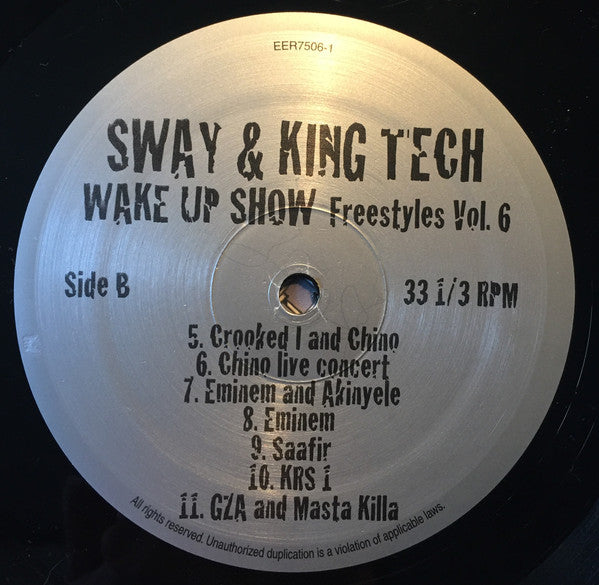 EER7506-1
SWAY & KING TECH
WAKE UP SHOW Freestyles Vol. 6
Side B
33 1/3 RPM
5. Crooked I and Chino
6. Chino live concert
7. Eminem and Akinyele
8. Eminem
9. Saafir
10. KRS 1
11. GZA and Masta Killa
All rights reserved. Unauthorized duplication is a violation of applicable laws.